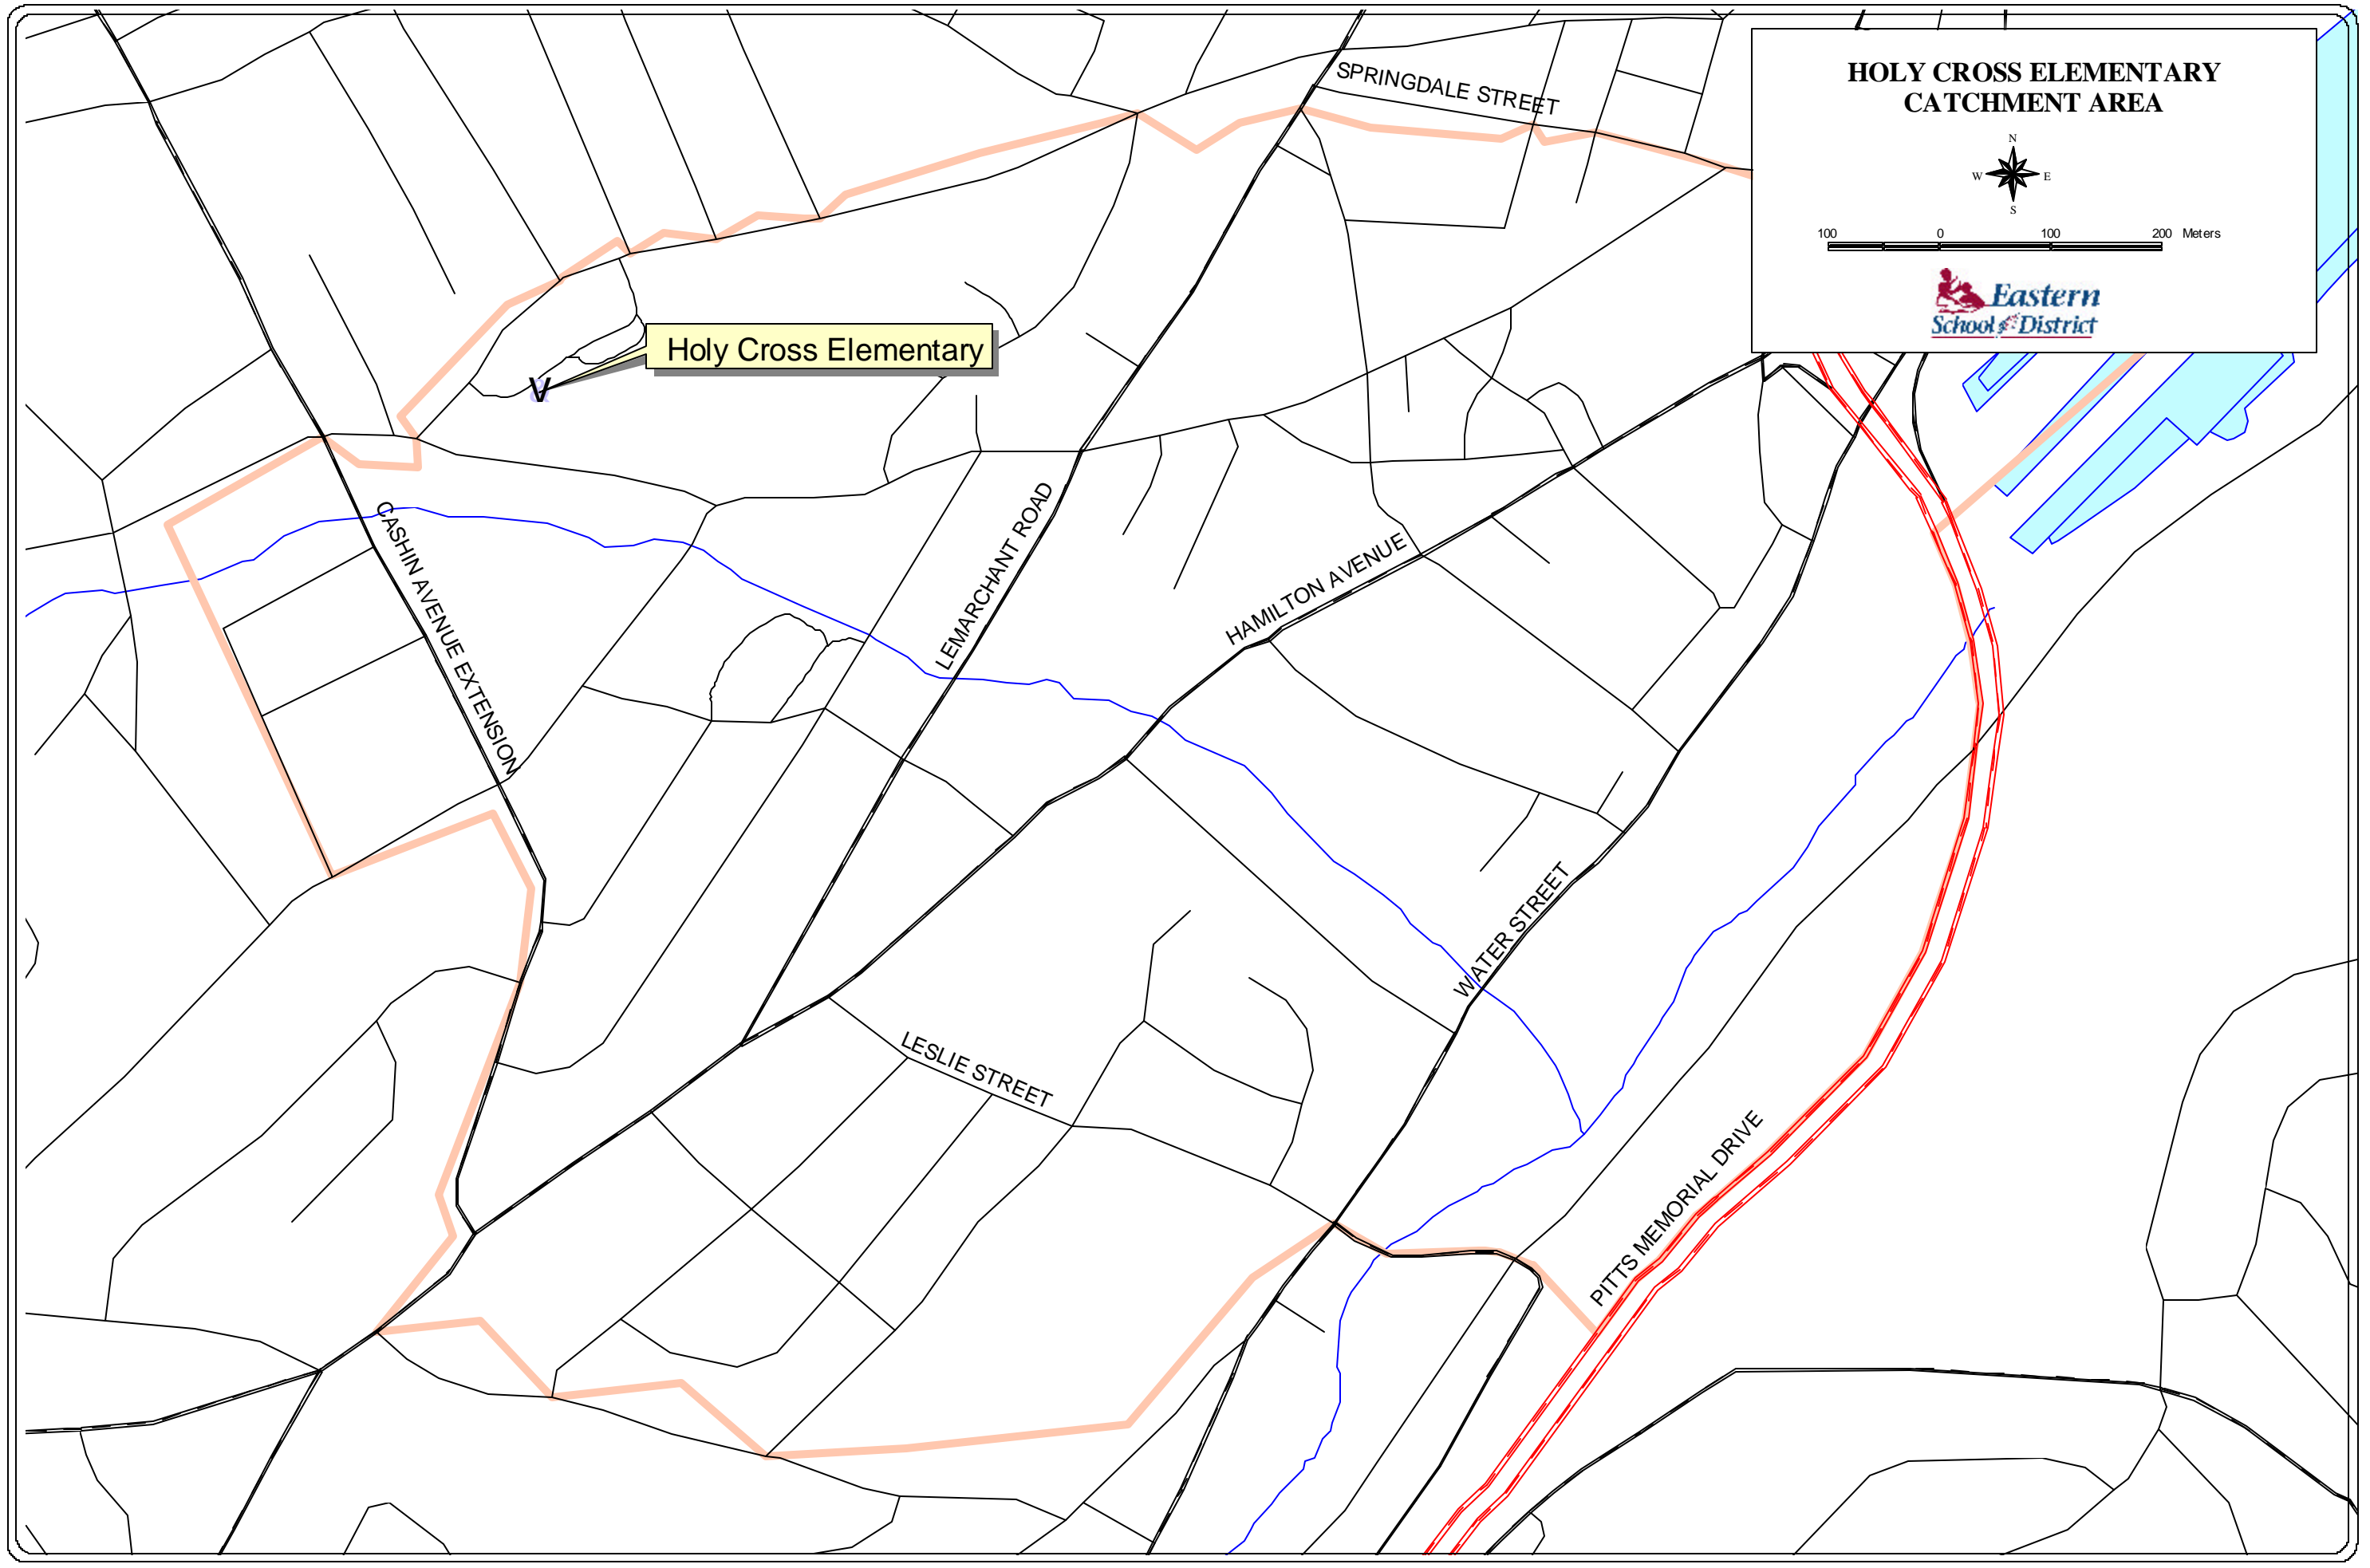 SPRINGDALE STREET
HOLY CROSS ELEMENTARY
CATCHMENT AREA
N
W E
S
100 0 100 200 Meters
Eastern
School District
Holy Cross Elementary
V
CASHIN AVENUE EXTENSION
LEMARCHANT ROAD
HAMILTON AVENUE
WATER STREET
LESLIE STREET
PITTS MEMORIAL DRIVE